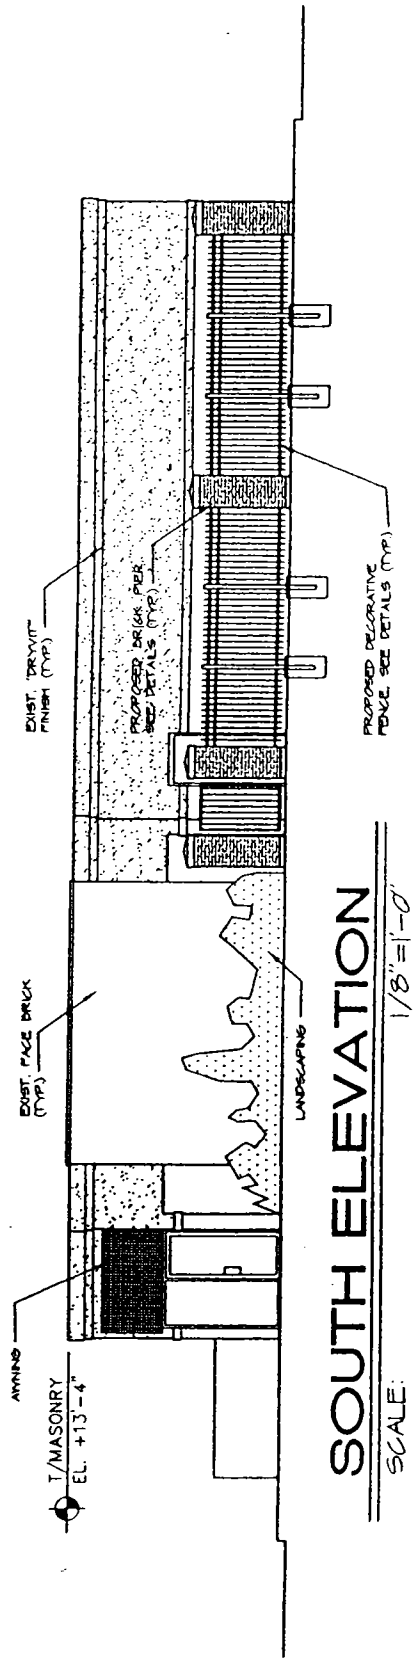 AWNING
T/MASONRY
EL. +13'-4"
EXIST. FACE BRICK
(TYP.)
EXIST. "DRYVIT"
FINISH (TYP.)
PROPOSED BRICK PIER
SEE DETAILS (TYP.)
LANDSCAPING
PROPOSED DECORATIVE
FENCE, SEE DETAILS (TYP.)
SOUTH ELEVATION
SCALE: 1/8"=1'-0"